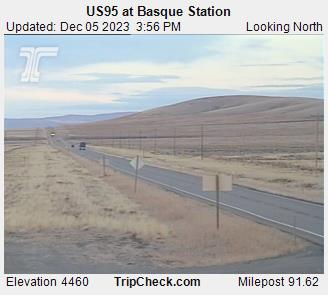 US95 at Basque Station
Updated: Dec 05 2023 3:56 PM Looking North
Elevation 4460 TripCheck.com Milepost 91.62